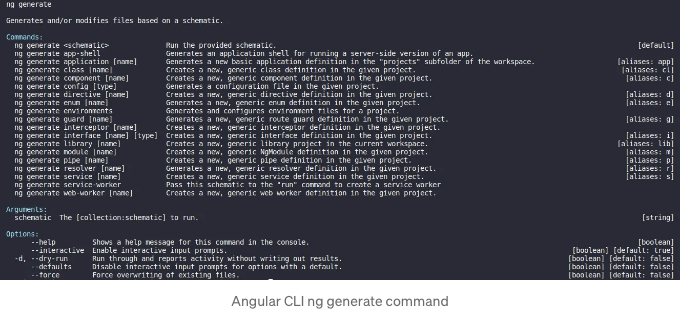 ng generate
Generates and/or modifies files based on a schematic.
Commands:
ng generate <schematic> Run the provided schematic. [default]
ng generate app-shell Generates an application shell for running a server-side version of an app.
ng generate application [name] Generates a new basic application definition in the "projects" subfolder of the workspace. [aliases: app]
ng generate class [name] Creates a new, generic class definition in the given project. [aliases: cl]
ng generate component [name] Creates a new, generic component definition in the given project. [aliases: c]
ng generate config [type] Generates a configuration file in the given project.
ng generate directive [name] Creates a new, generic directive definition in the given project. [aliases: d]
ng generate enum [name] Creates a new, generic enum definition in the given project. [aliases: e]
ng generate environments Generates and configures environment files for a project.
ng generate guard [name] Creates a new, generic route guard definition in the given project. [aliases: g]
ng generate interceptor [name] Creates a new, generic interceptor definition in the given project.
ng generate interface [name] [type] Creates a new, generic interface definition in the given project. [aliases: i]
ng generate library [name] Creates a new, generic library project in the current workspace. [aliases: lib]
ng generate module [name] Creates a new, generic NgModule definition in the given project. [aliases: m]
ng generate pipe [name] Creates a new, generic pipe definition in the given project. [aliases: p]
ng generate resolver [name] Generates a new, generic resolver definition in the given project. [aliases: r]
ng generate service [name] Creates a new, generic service definition in the given project. [aliases: s]
ng generate service-worker Pass this schematic to the "run" command to create a service worker
ng generate web-worker [name] Creates a new, generic web worker definition in the given project.
Arguments:
schematic The [collection:schematic] to run. [string]
Options:
--help Shows a help message for this command in the console. [boolean]
--interactive Enable interactive input prompts. [boolean] [default: true]
-d, --dry-run Run through and reports activity without writing out results. [boolean] [default: false]
--defaults Disable interactive input prompts for options with a default. [boolean] [default: false]
--force Force overwriting of existing files. [boolean] [default: false]
Angular CLI ng generate command